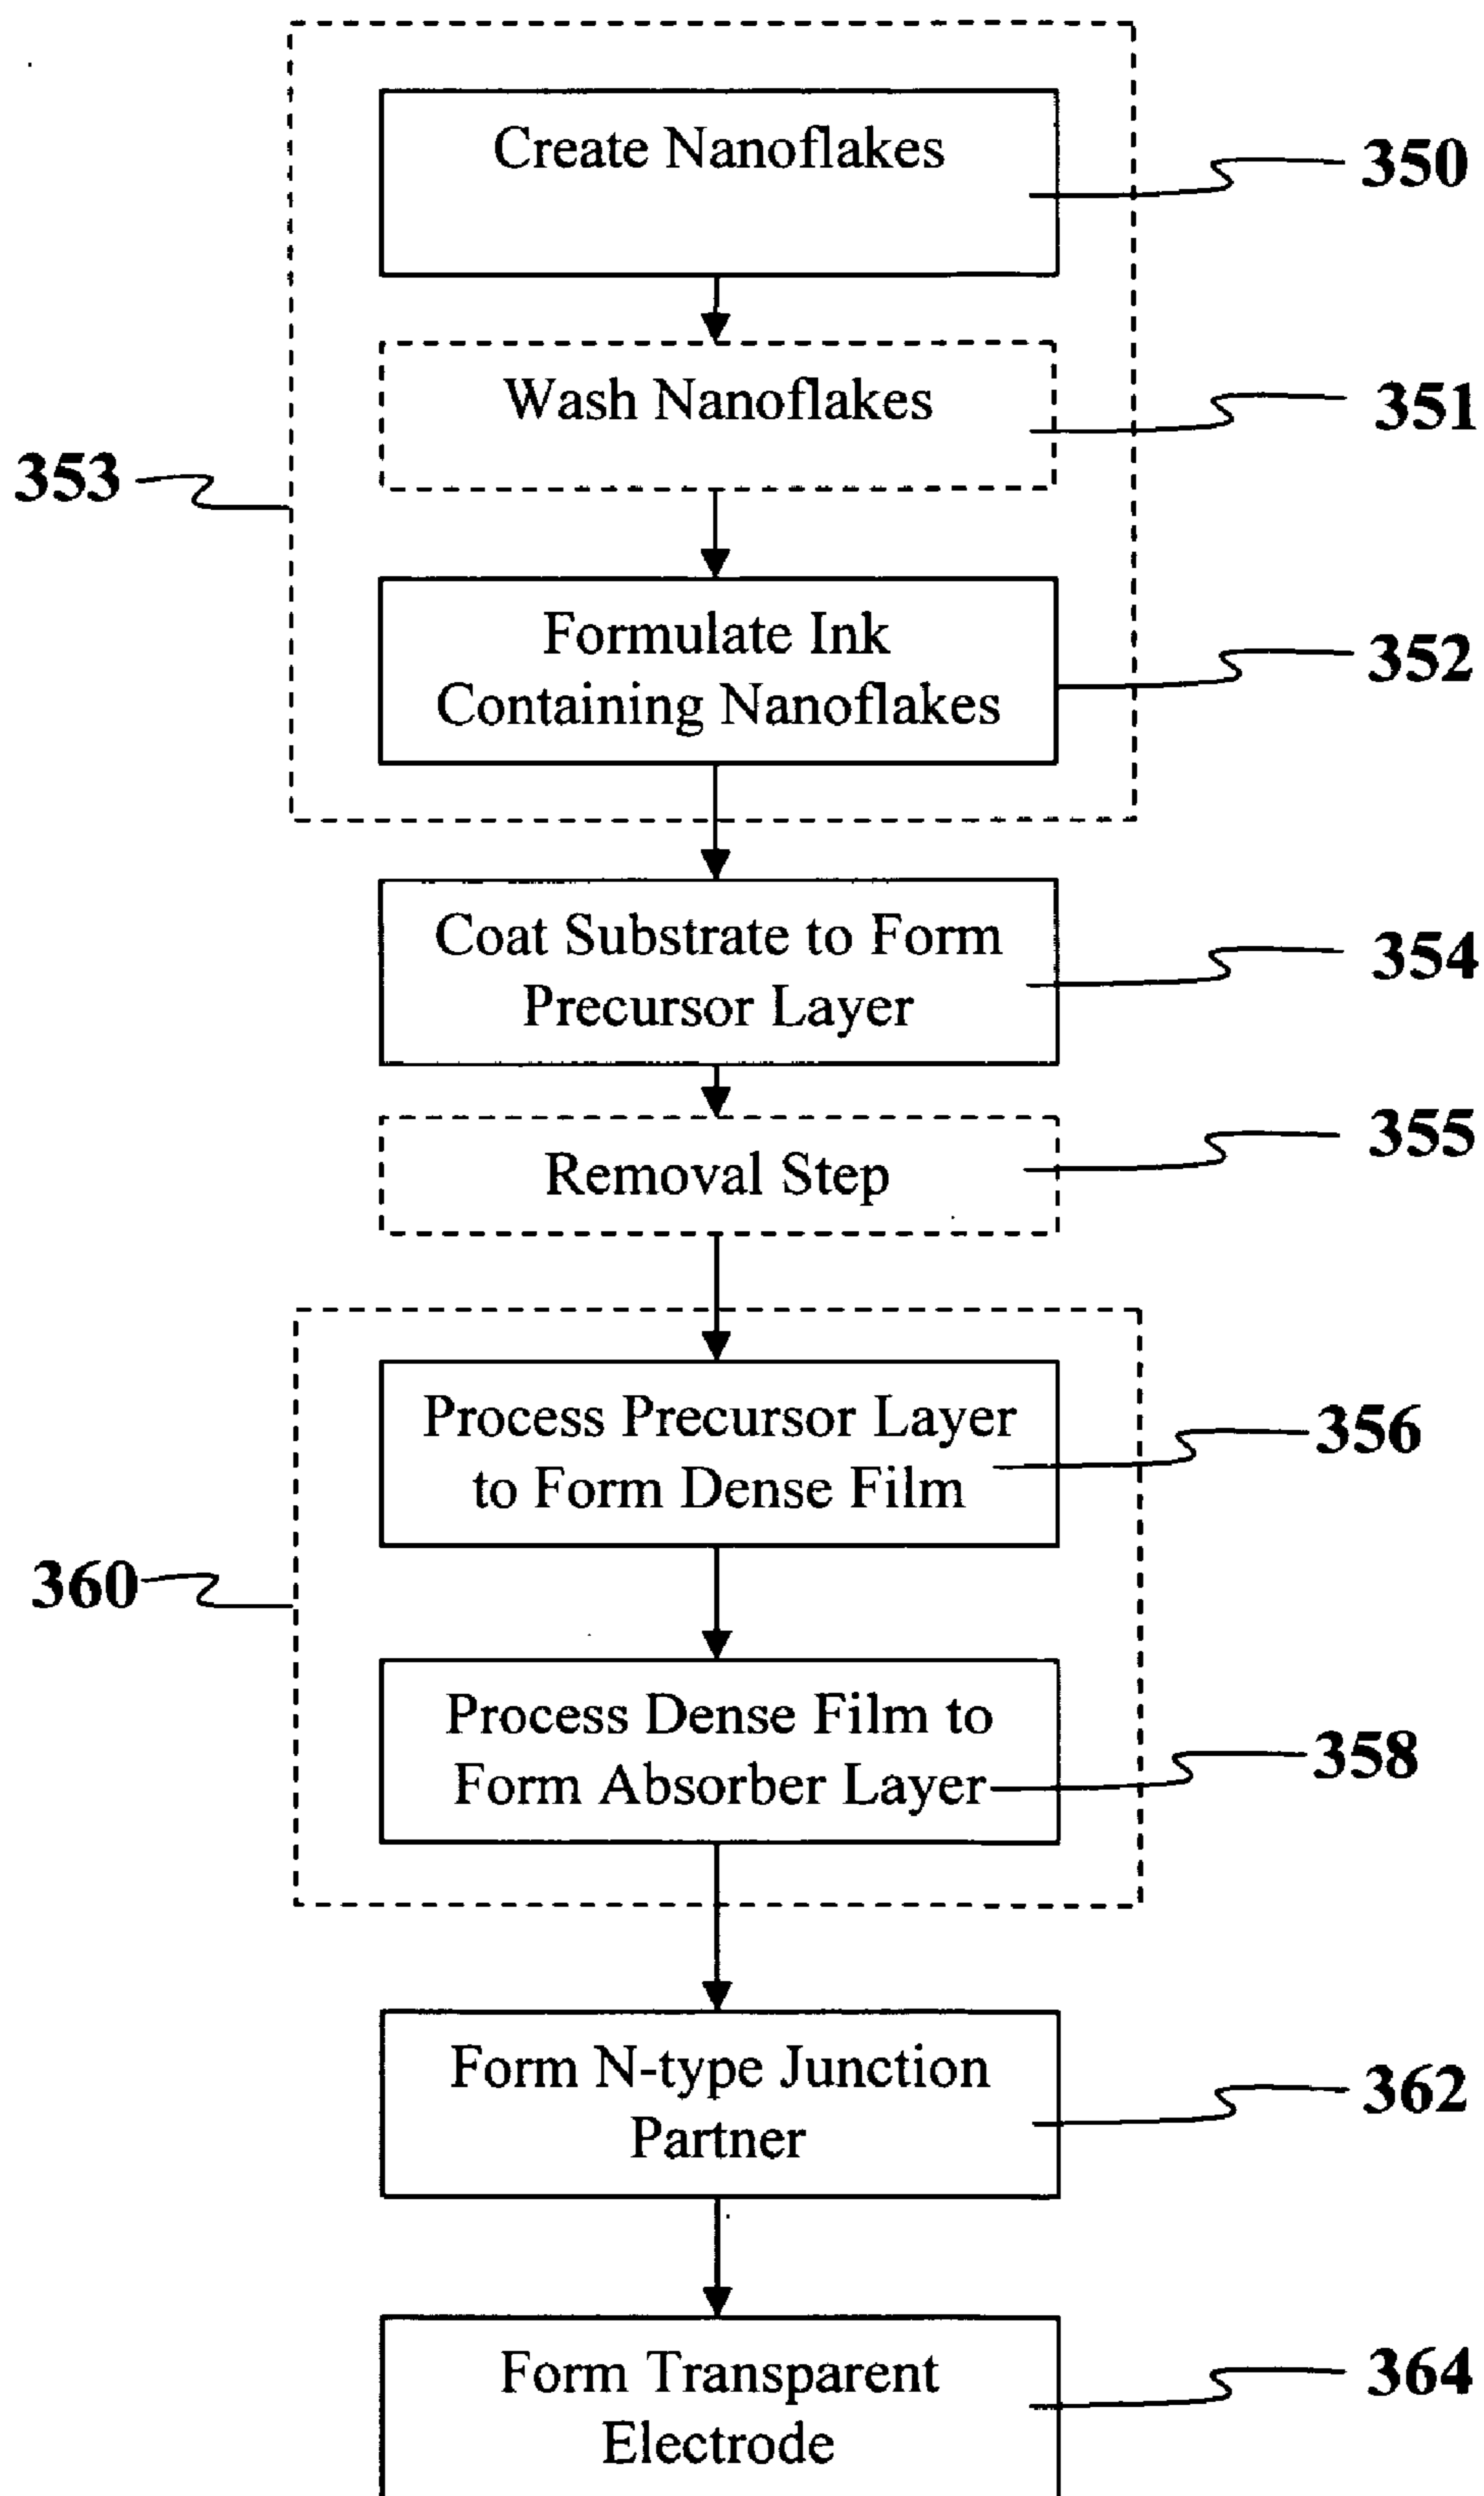 Create Nanoflakes
350
Wash Nanoflakes
351
353
Formulate Ink
Containing Nanoflakes
352
Coat Substrate to Form
Precursor Layer
354
Removal Step
355
Process Precursor Layer
to Form Dense Film
356
360
Process Dense Film to
Form Absorber Layer
358
Form N-type Junction
Partner
362
Form Transparent
Electrode
364